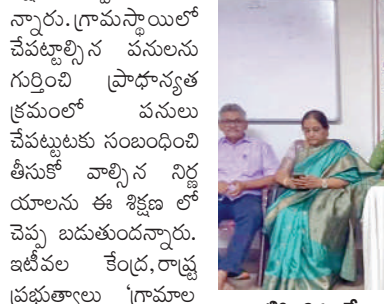 న్నారు. గ్రామస్థాయిలో
చేపట్టాల్సిన పనులను
గుర్తించి ప్రాధాన్యత
క్రమంలో పనులు
చేపట్టుటకు సంబంధించి
తీసుకో వాల్సిన నిర్ణ
యాలను ఈ శిక్షణ లో
చెప్ప బడుతుందన్నారు.
ఇటీవల కేంద్ర,రాష్ట్ర
ప్రభుత్వాలు 'గ్రామాల